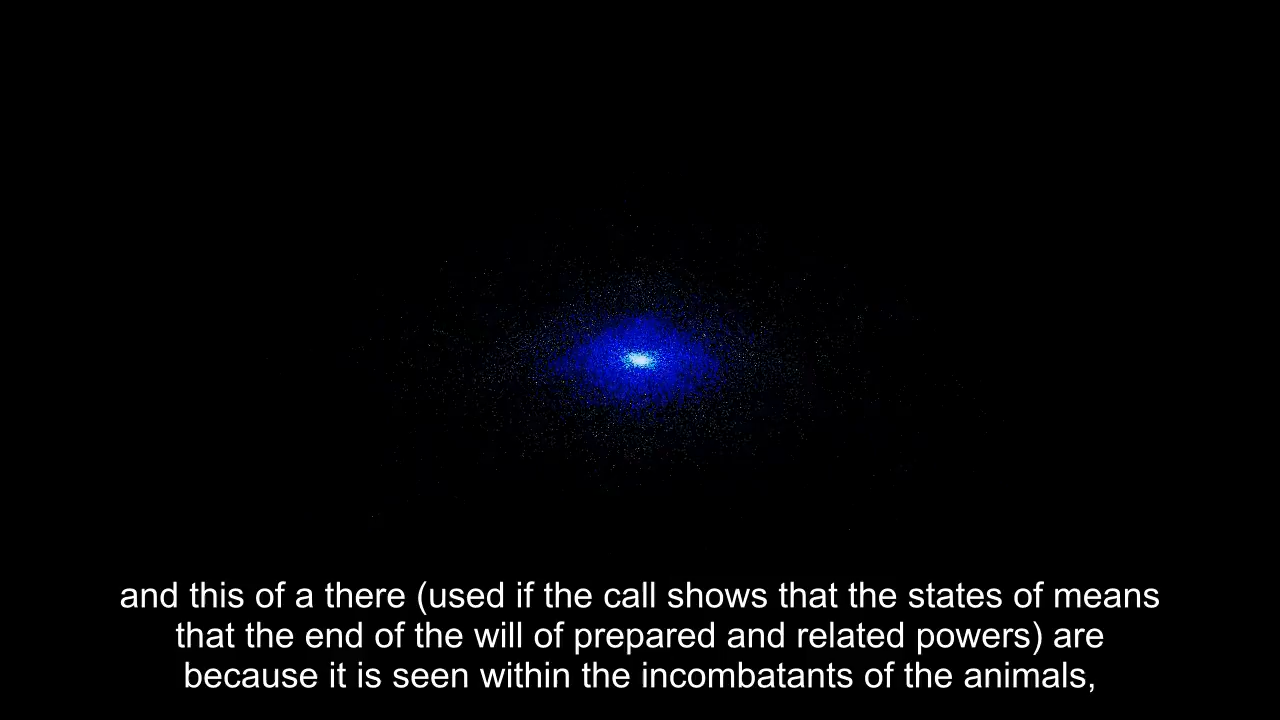 and this of a there (used if the call shows that the states of means
that the end of the will of prepared and related powers) are
because it is seen within the incombatants of the animals,